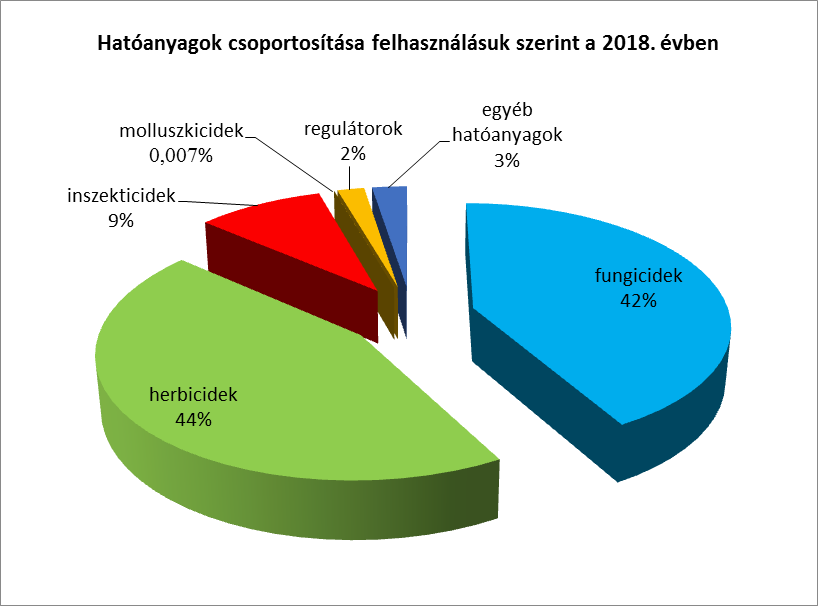 Hatóanyagok csoportosítása felhasználásuk szerint a 2018. évben
molluszkicidek
0,007%
regulátorok
2%
egyéb
hatóanyagok
3%
inszekticidek
9%
fungicidek
42%
herbicidek
44%